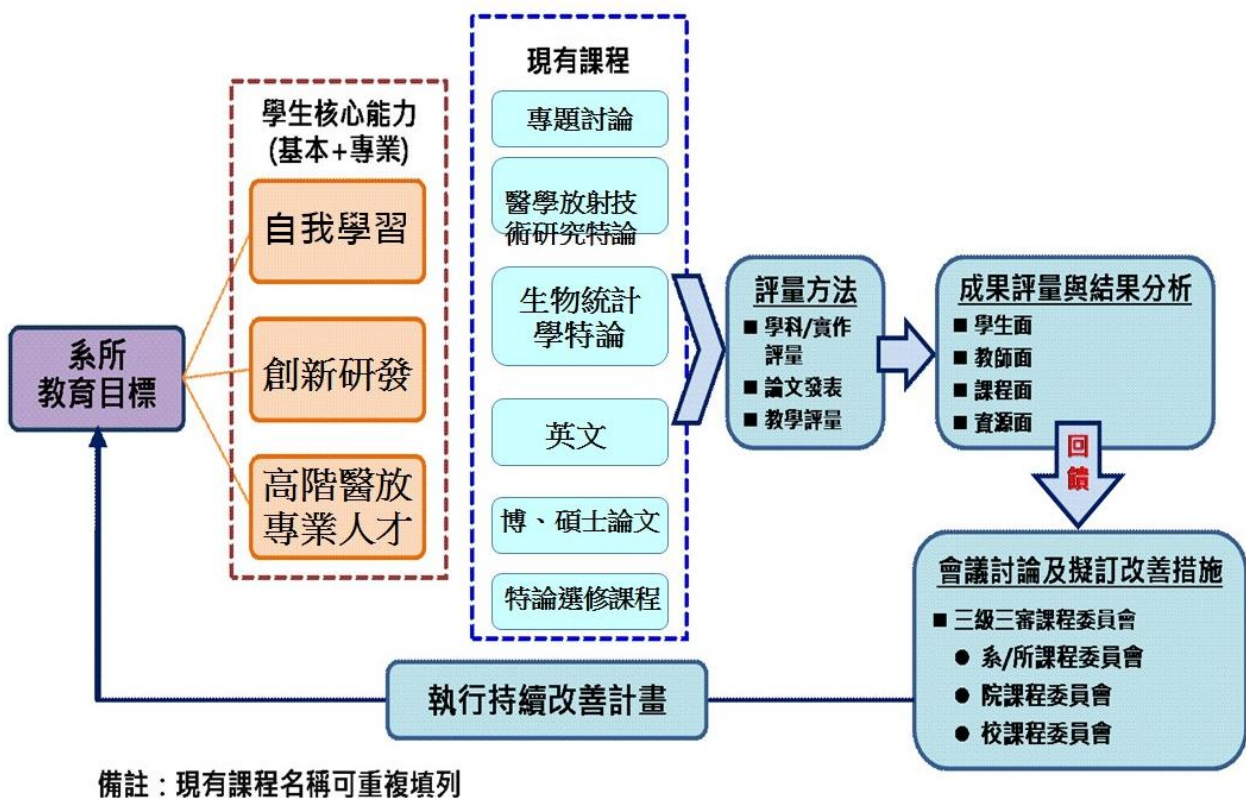 系所
教育目標
學生核心能力
(基本+專業)
自我學習
創新研發
高階醫放
專業人才
現有課程
專題討論
醫學放射技
術研究特論
生物統計
學特論
英文
博、碩士論文
特論選修課程
評量方法
■ 學科/實作
評量
■ 論文發表
■ 教學評量
成果評量與結果分析
■ 學生面
■ 教師面
■ 課程面
■ 資源面
回
饋
會議討論及擬訂改善措施
■ 三級三審課程委員會
● 系/所課程委員會
● 院課程委員會
● 校課程委員會
執行持續改善計畫
備註：現有課程名稱可重複填列